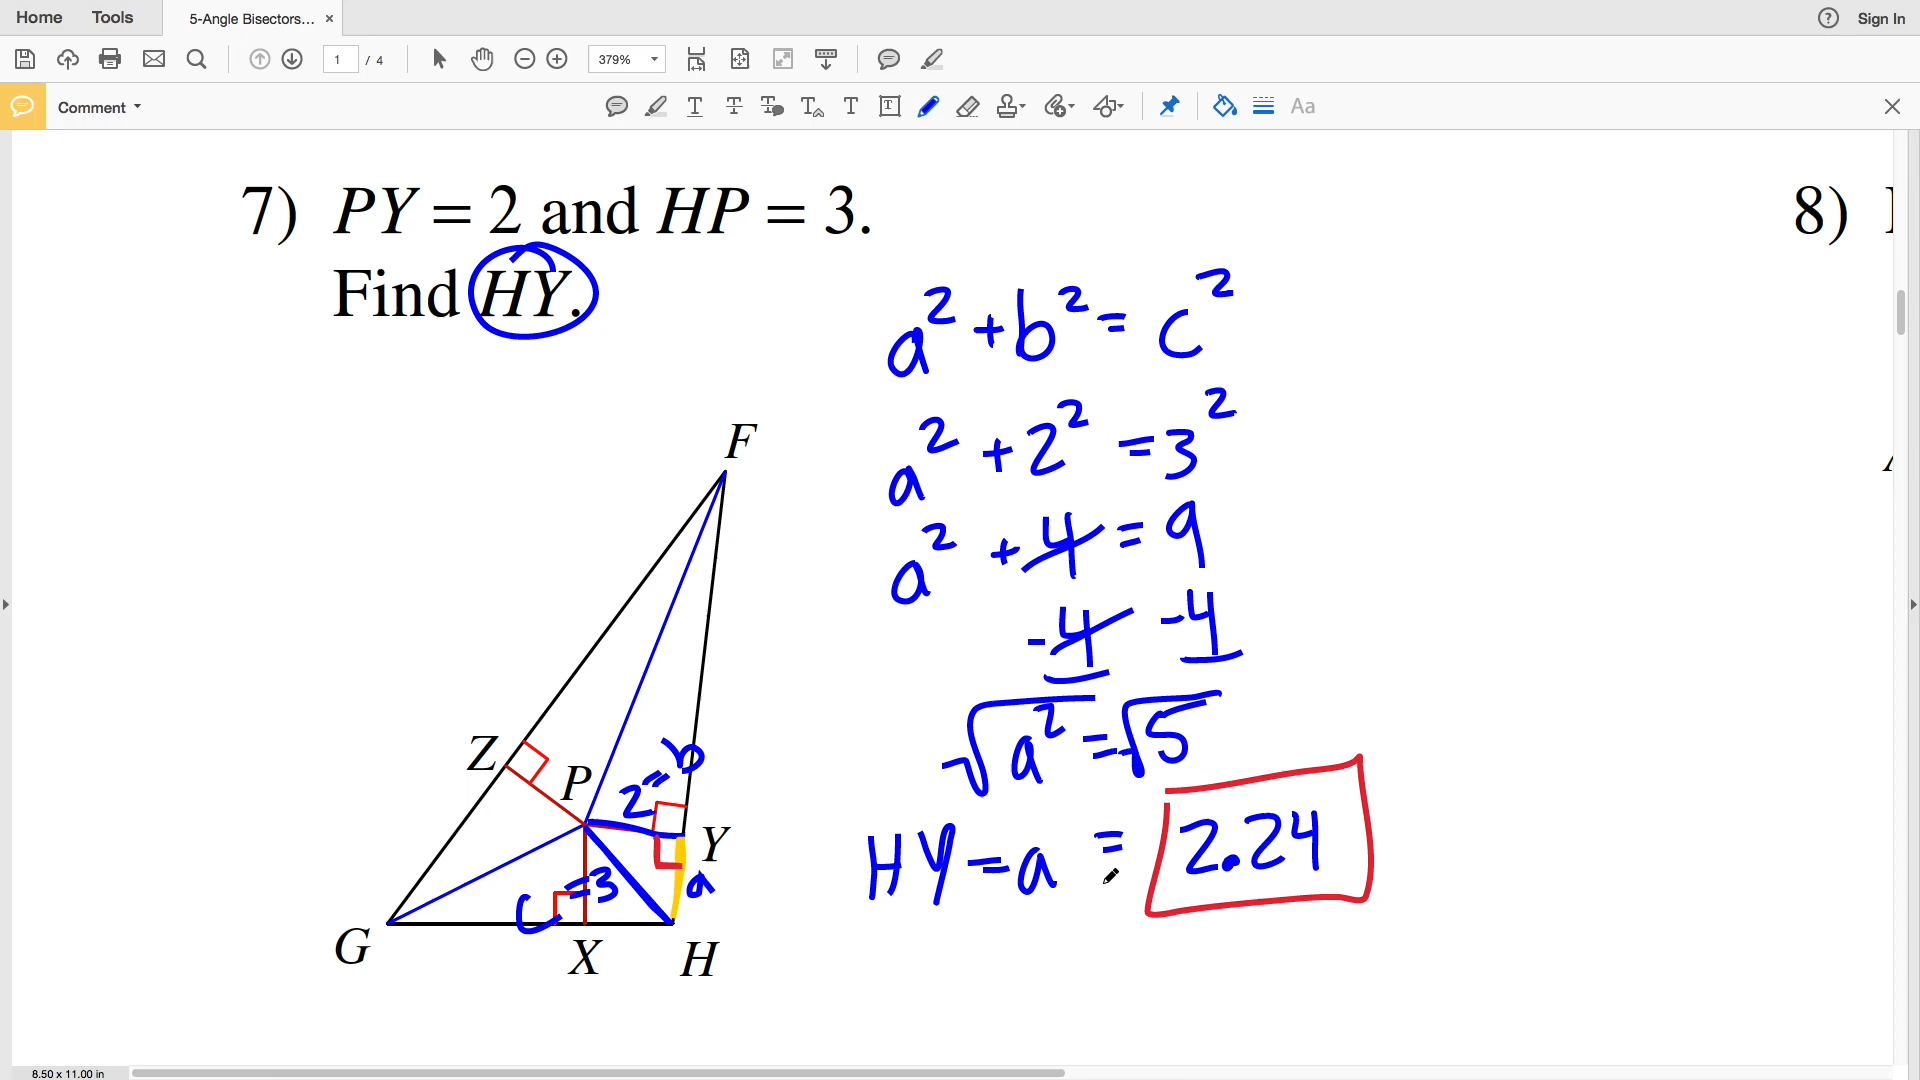 Home Tools 5-Angle Bisectors... × Sign In
1 / 4 379%
Comment
Aa
7) PY = 2 and HP = 3.
Find HY.
8)
a² + b² = c²
a² + 2² = 3²
a² + 4 = 9
-4 -4
√a² = √5
HY = a = 2.24
F
Z
P
2 = b
Y
c = 3
a
G
X
H
8.50 x 11.00 in